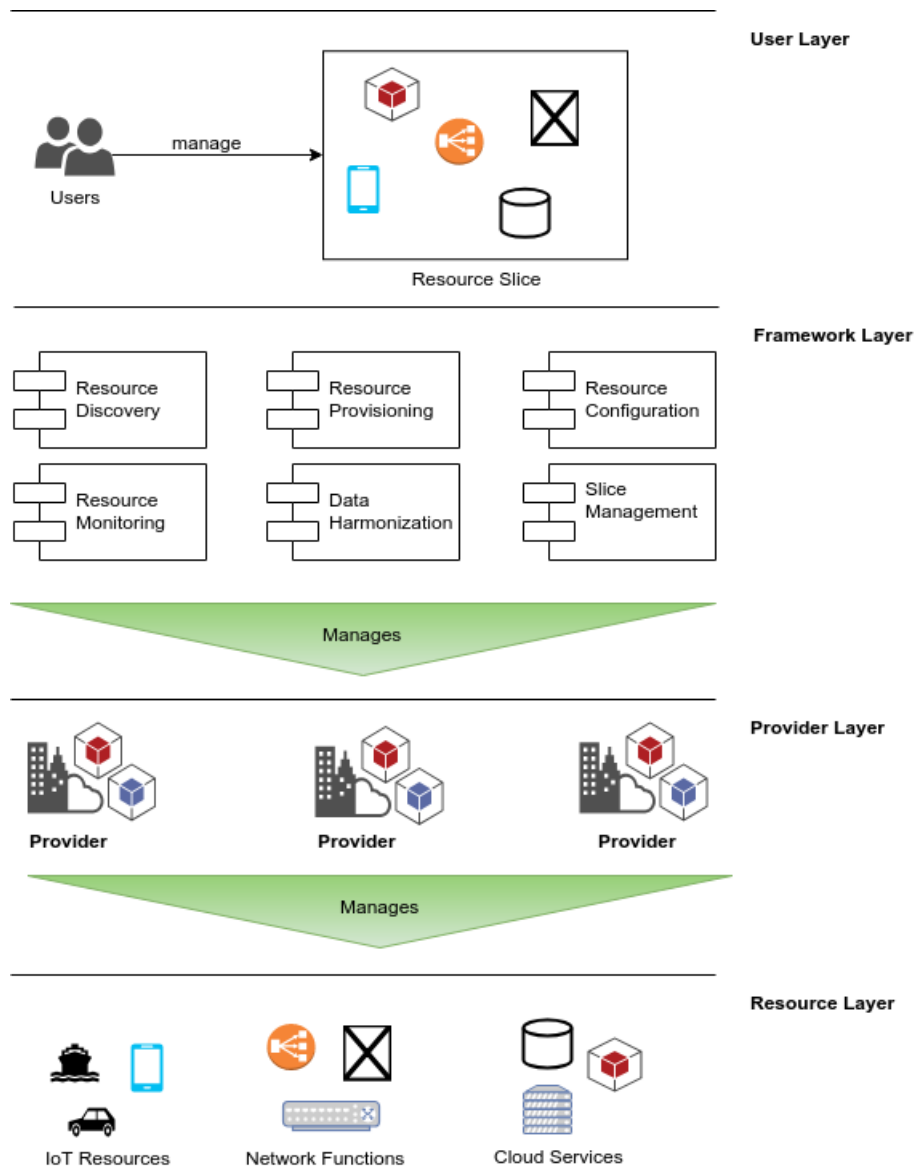 User Layer
manage
Users
Resource Slice
Framework Layer
Resource
Discovery
Resource
Provisioning
Resource
Configuration
Resource
Monitoring
Data
Harmonization
Slice
Management
Manages
Provider Layer
Provider
Provider
Provider
Manages
Resource Layer
IoT Resources
Network Functions
Cloud Services